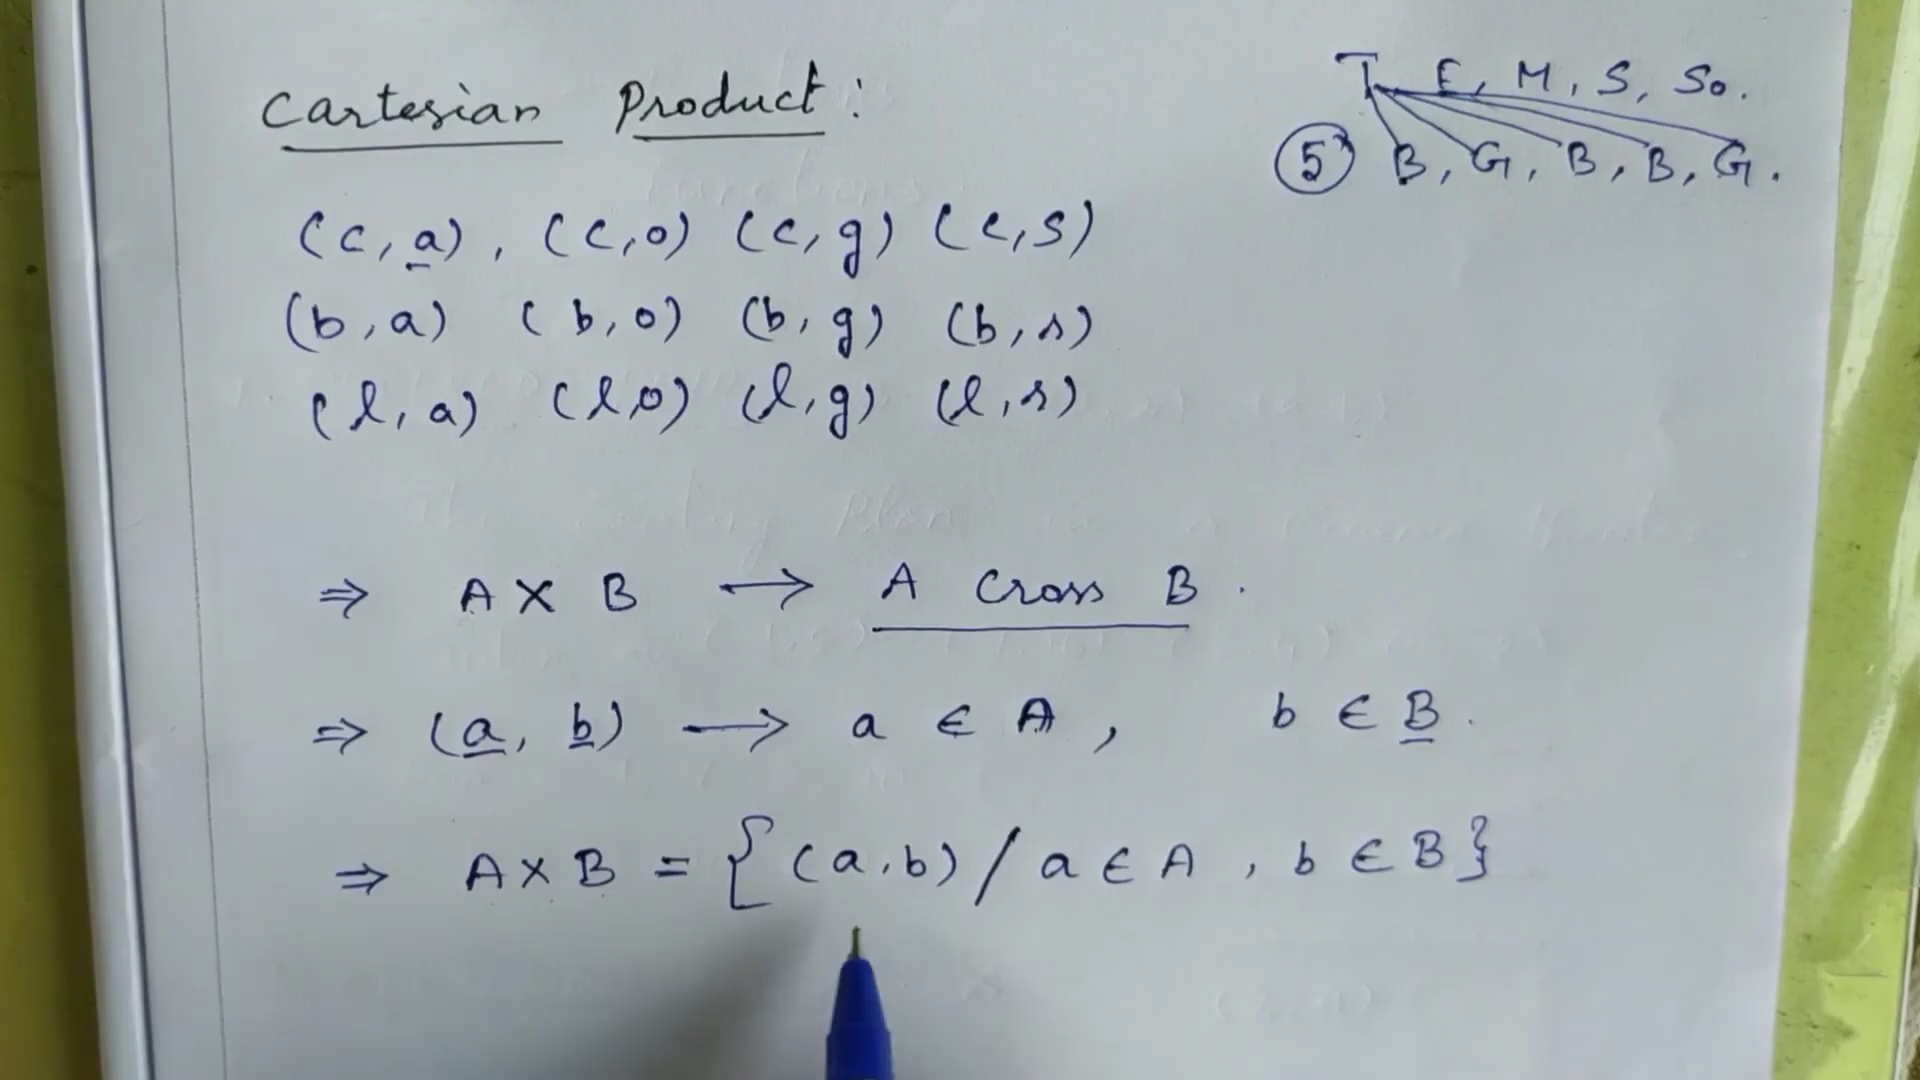 Cartesian Product :
T E, M, S, So.
5 B, G, B, B, G.
(c, a), (c, o) (c, g) (c, s)
(b, a) (b, o) (b, g) (b, s)
(l, a) (l, o) (l, g) (l, s)
⇒ A X B → A Cross B.
⇒ (a, b) → a ∈ A, b ∈ B.
⇒ A X B = {(a, b) / a ∈ A, b ∈ B}